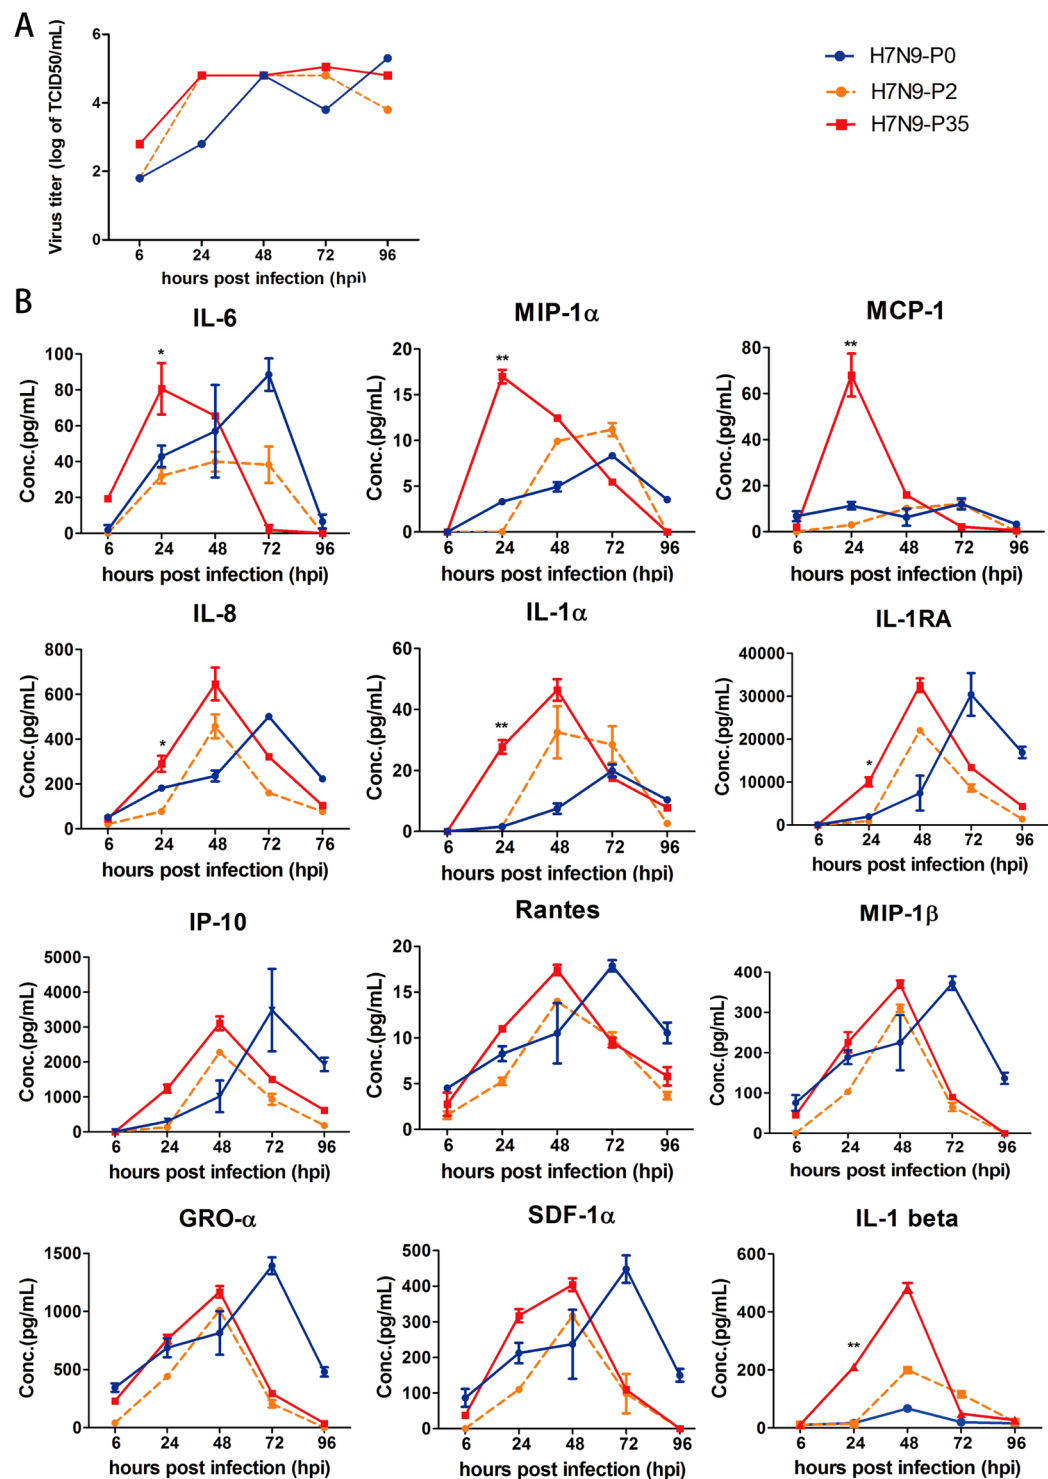 A
Virus titer (log of TCID50/mL)
6
4
2
0
6 24 48 72 96
hours post infection (hpi)
H7N9-P0
H7N9-P2
H7N9-P35
B
IL-6
Conc.(pg/mL)
100
80
60
40
20
0
*
6 24 48 72 96
hours post infection (hpi)
MIP-1α
Conc.(pg/mL)
20
15
10
5
0
**
6 24 48 72 96
hours post infection (hpi)
MCP-1
Conc.(pg/mL)
80
60
40
20
0
**
6 24 48 72 96
hours post infection (hpi)
IL-8
Conc.(pg/mL)
800
600
400
200
0
*
6 24 48 72 76
hours post infection (hpi)
IL-1α
Conc.(pg/mL)
60
40
20
0
**
6 24 48 72 96
hours post infection (hpi)
IL-1RA
Conc.(pg/mL)
40000
30000
20000
10000
0
*
6 24 48 72 96
hours post infection (hpi)
IP-10
Conc.(pg/mL)
5000
4000
3000
2000
1000
0
6 24 48 72 96
hours post infection (hpi)
Rantes
Conc.(pg/mL)
20
15
10
5
0
6 24 48 72 96
hours post infection (hpi)
MIP-1β
Conc.(pg/mL)
400
300
200
100
0
6 24 48 72 96
hours post infection (hpi)
GRO-α
Conc.(pg/mL)
1500
1000
500
0
6 24 48 72 96
hours post infection (hpi)
SDF-1α
Conc.(pg/mL)
500
400
300
200
100
0
6 24 48 72 96
hours post infection (hpi)
IL-1 beta
Conc.(pg/mL)
600
400
200
0
**
6 24 48 72 96
hours post infection (hpi)